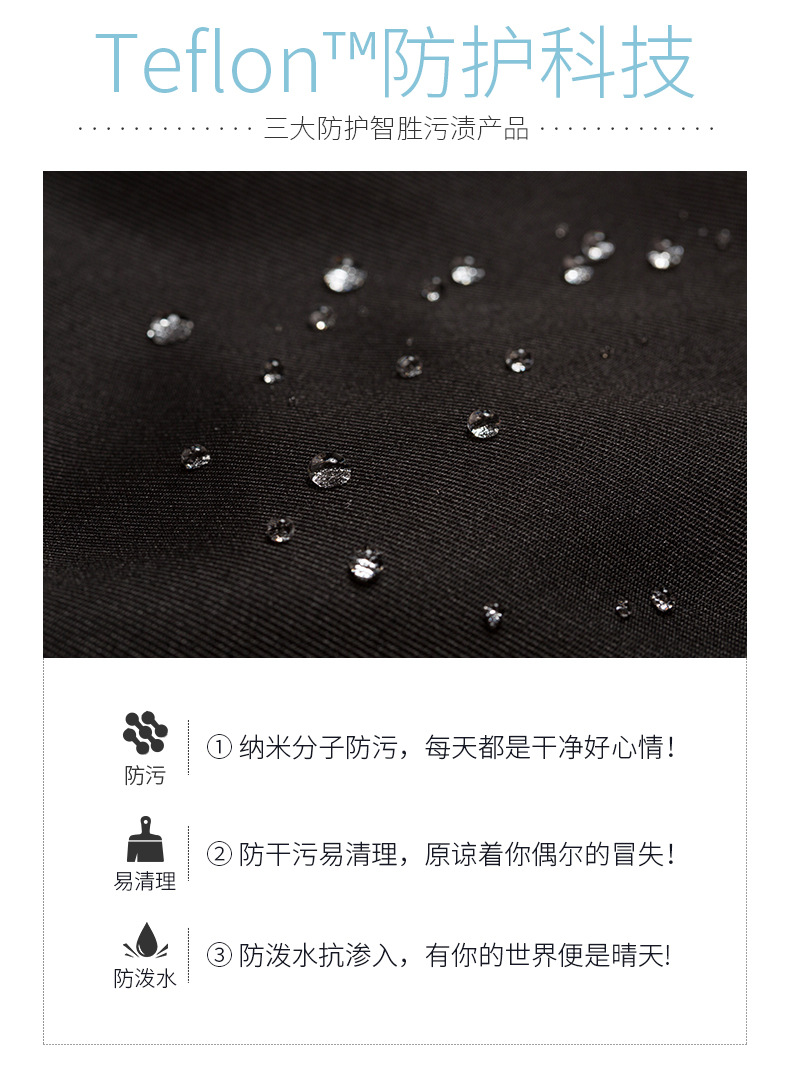 Teflon™防护科技
三大防护智胜污渍产品
① 纳米分子防污，每天都是干净好心情！
防污
② 防干污易清理，原谅着你偶尔的冒失！
易清理
③ 防泼水抗渗入，有你的世界便是晴天!
防泼水